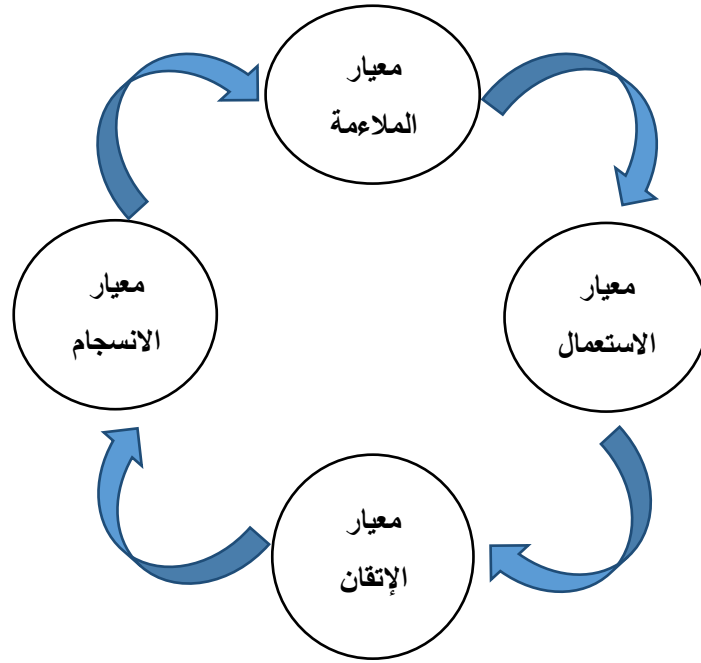 معيار
الملاءمة
معيار
الاستعمال
معيار
الإتقان
معيار
الانسجام